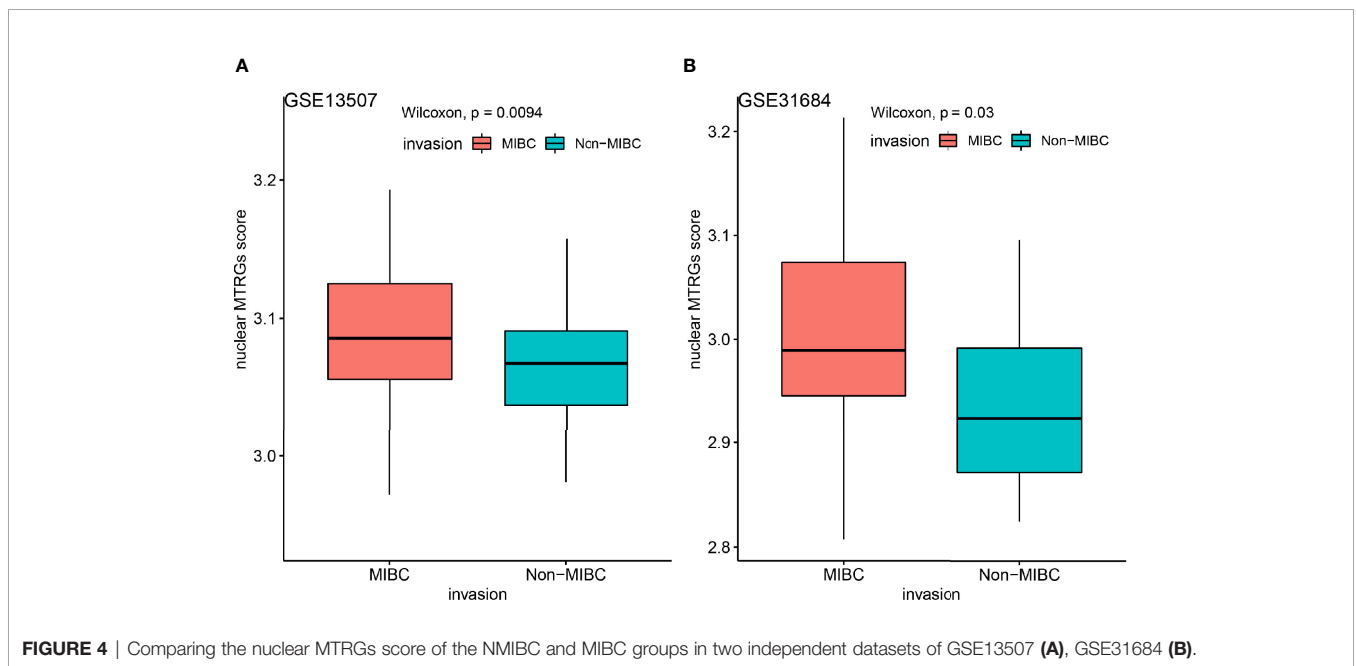 A
GSE13507
Wilcoxon, p = 0.0094
invasion MIBC Non−MIBC
nuclear MTRGs score
3.2
3.1
3.0
MIBC Non−MIBC
invasion
B
GSE31684
Wilcoxon, p = 0.03
invasion MIBC Non−MIBC
nuclear MTRGs score
3.2
3.1
3.0
2.9
2.8
MIBC Non−MIBC
invasion
FIGURE 4 | Comparing the nuclear MTRGs score of the NMIBC and MIBC groups in two independent datasets of GSE13507 (A), GSE31684 (B).